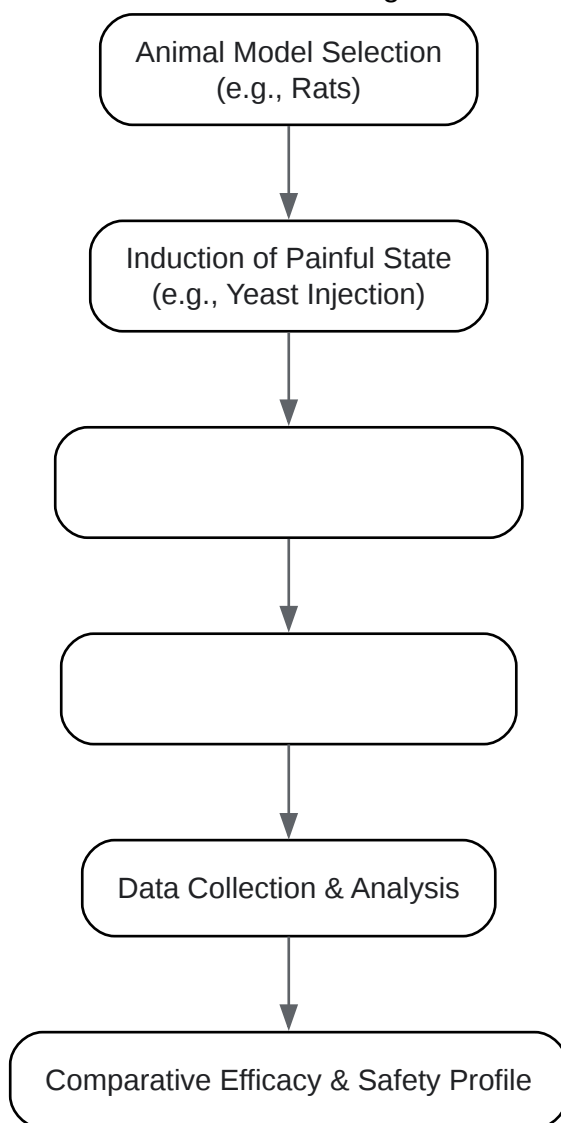 Animal Model Selection
(e.g., Rats)
Induction of Painful State
(e.g., Yeast Injection)
Data Collection & Analysis
Comparative Efficacy & Safety Profile